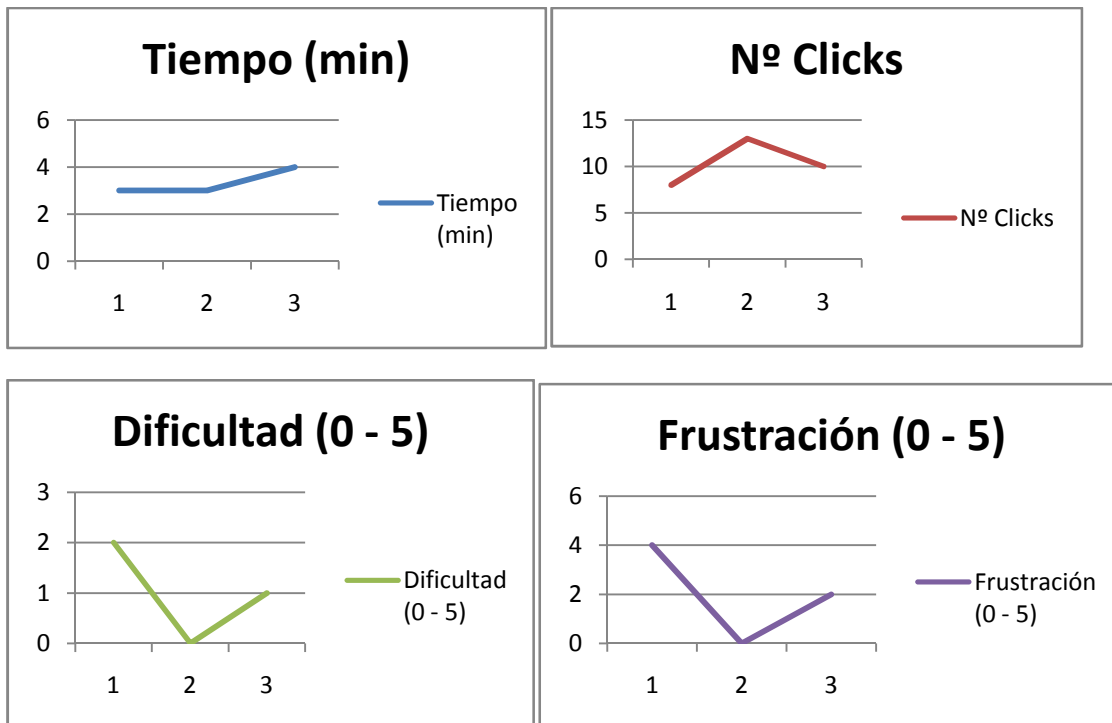 Tiempo (min)
6
4
2
0
1 2 3
Tiempo
(min)
Nº Clicks
15
10
5
0
1 2 3
Nº Clicks
Dificultad (0 - 5)
3
2
1
0
1 2 3
Dificultad
(0 - 5)
Frustración (0 - 5)
6
4
2
0
1 2 3
Frustración
(0 - 5)